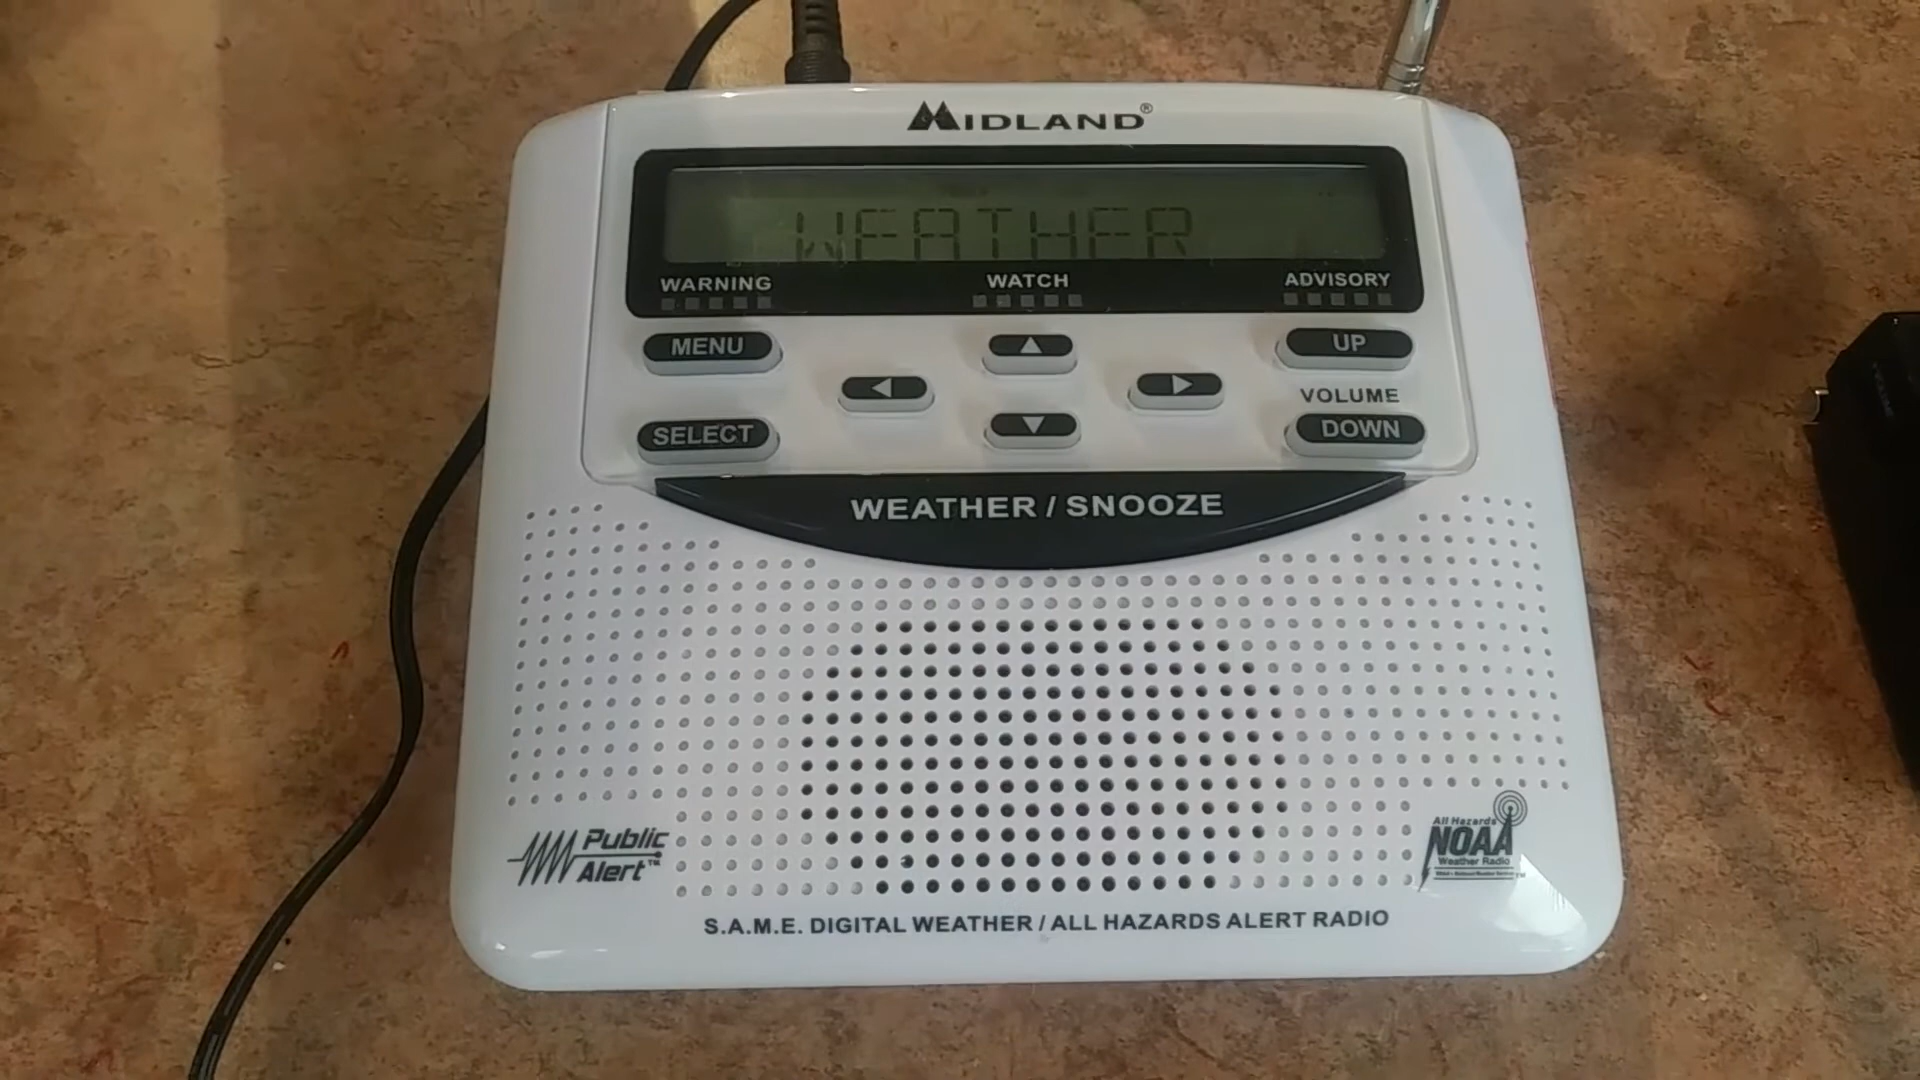 MIDLAND®
WEATHER
WARNING WATCH ADVISORY
MENU UP
VOLUME
SELECT DOWN
WEATHER / SNOOZE
Public
Alert™
All Hazards
NOAA
Weather Radio
S.A.M.E. DIGITAL WEATHER / ALL HAZARDS ALERT RADIO